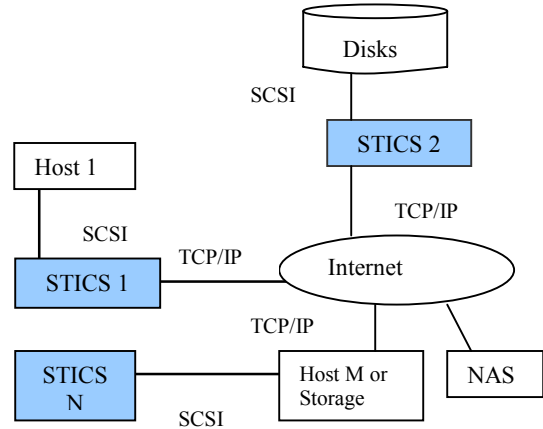 Disks
SCSI
STICS 2
Host 1
TCP/IP
SCSI
TCP/IP
Internet
STICS 1
TCP/IP
STICS
N
Host M or
Storage
NAS
SCSI